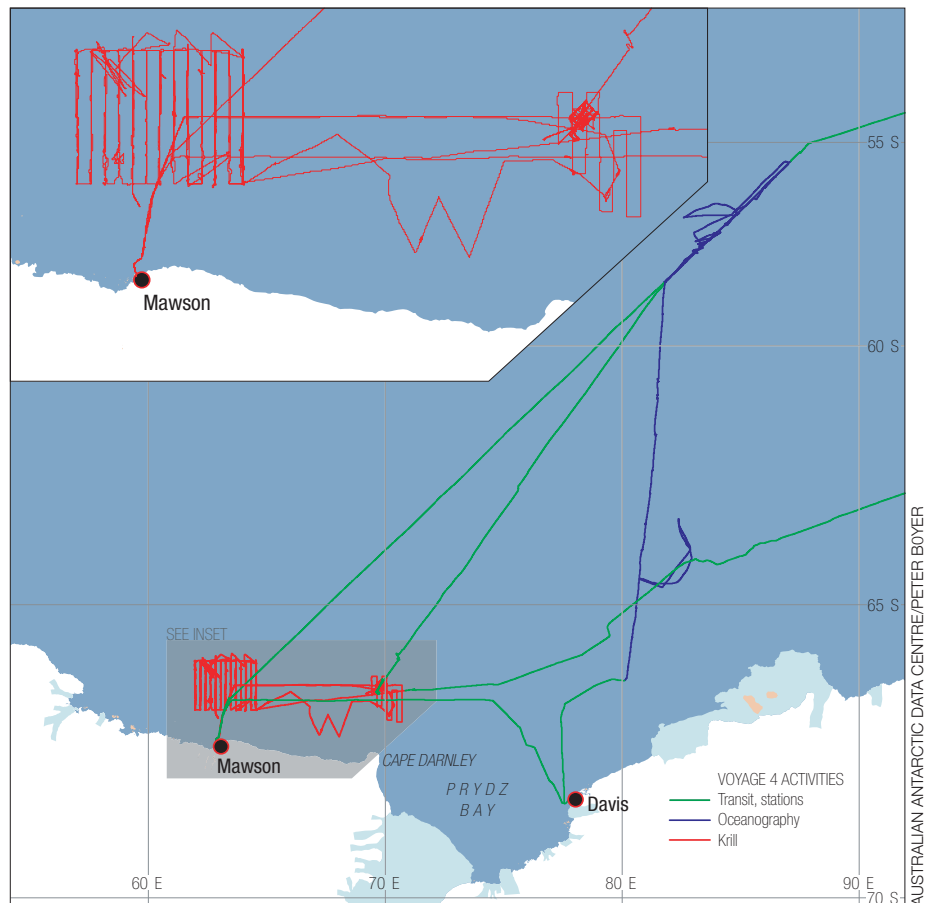 Mawson
55 S
60 S
65 S
SEE INSET
Mawson
CAPE DARNLEY
PRYDZ
BAY
Davis
VOYAGE 4 ACTIVITIES
Transit, stations
Oceanography
Krill
60 E
70 E
80 E
90 E
70 S
AUSTRALIAN ANTARCTIC DATA CENTRE/PETER BOYER